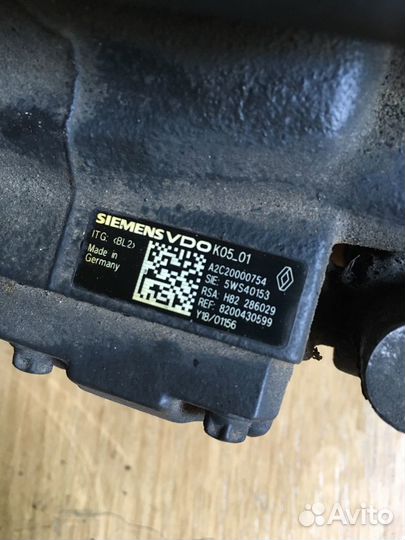 SIEMENS VDO K05_01
ITG: <BL2>
Made in
Germany
A2C20000754
SIE: 5WS40153
RSA: H82 286029
REF: 8200430599
Y1B/01156
Avito